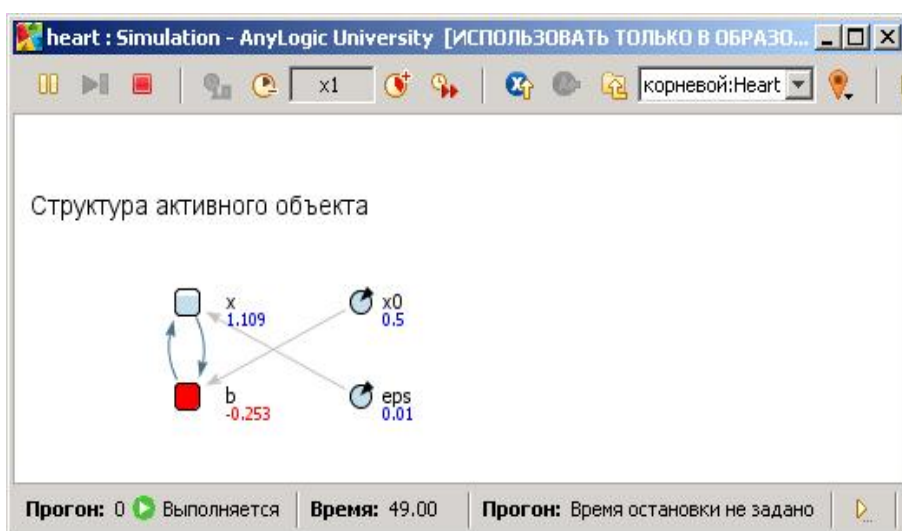 heart : Simulation - AnyLogic University [ИСПОЛЬЗОВАТЬ ТОЛЬКО В ОБРАЗО...
x1 корневой:Heart
Структура активного объекта
x x0
1.109 0.5
b eps
-0.253 0.01
Прогон: 0 Выполняется Время: 49.00 Прогон: Время остановки не задано